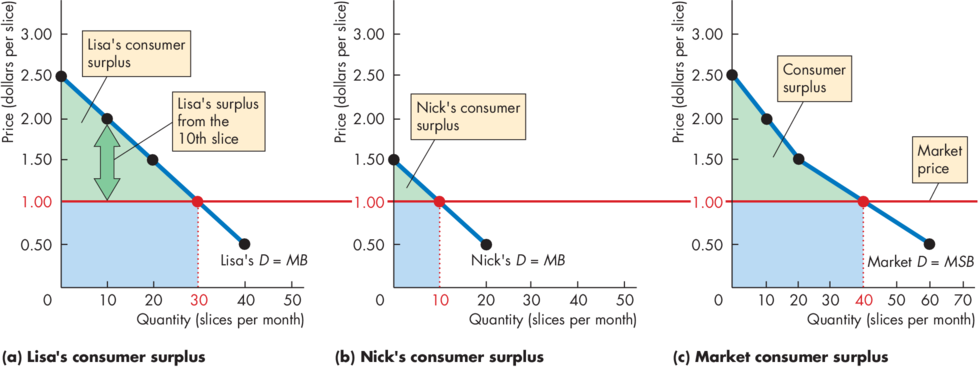 Price (dollars per slice)
3.00
2.50
2.00
1.50
1.00
0.50
0
10
20
30
40
50
Quantity (slices per month)
Lisa's consumer
surplus
Lisa's surplus
from the
10th slice
Lisa's D = MB
(a) Lisa's consumer surplus
Price (dollars per slice)
3.00
2.50
2.00
1.50
1.00
0.50
0
10
20
30
40
50
Quantity (slices per month)
Nick's consumer
surplus
Nick's D = MB
(b) Nick's consumer surplus
Price (dollars per slice)
3.00
2.50
2.00
1.50
1.00
0.50
0
10
20
30
40
50
60
70
Quantity (slices per month)
Consumer
surplus
Market
price
Market D = MSB
(c) Market consumer surplus